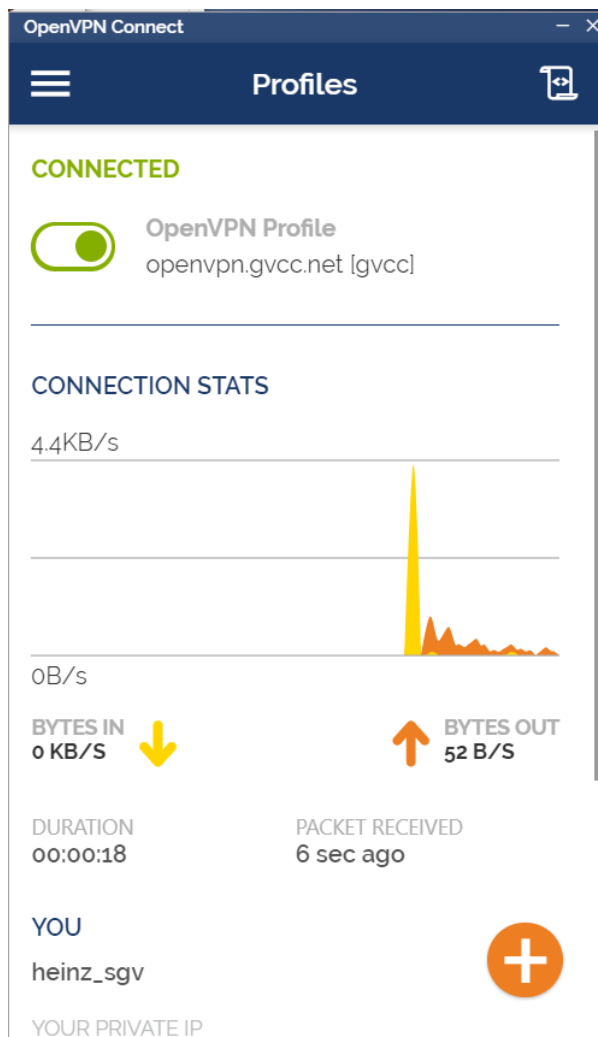 OpenVPN Connect
Profiles
CONNECTED
OpenVPN Profile
openvpn.gvcc.net [gvcc]
CONNECTION STATS
4.4KB/s
0B/s
BYTES IN
0 KB/S
BYTES OUT
52 B/S
DURATION
00:00:18
PACKET RECEIVED
6 sec ago
YOU
heinz_sgv
YOUR PRIVATE IP